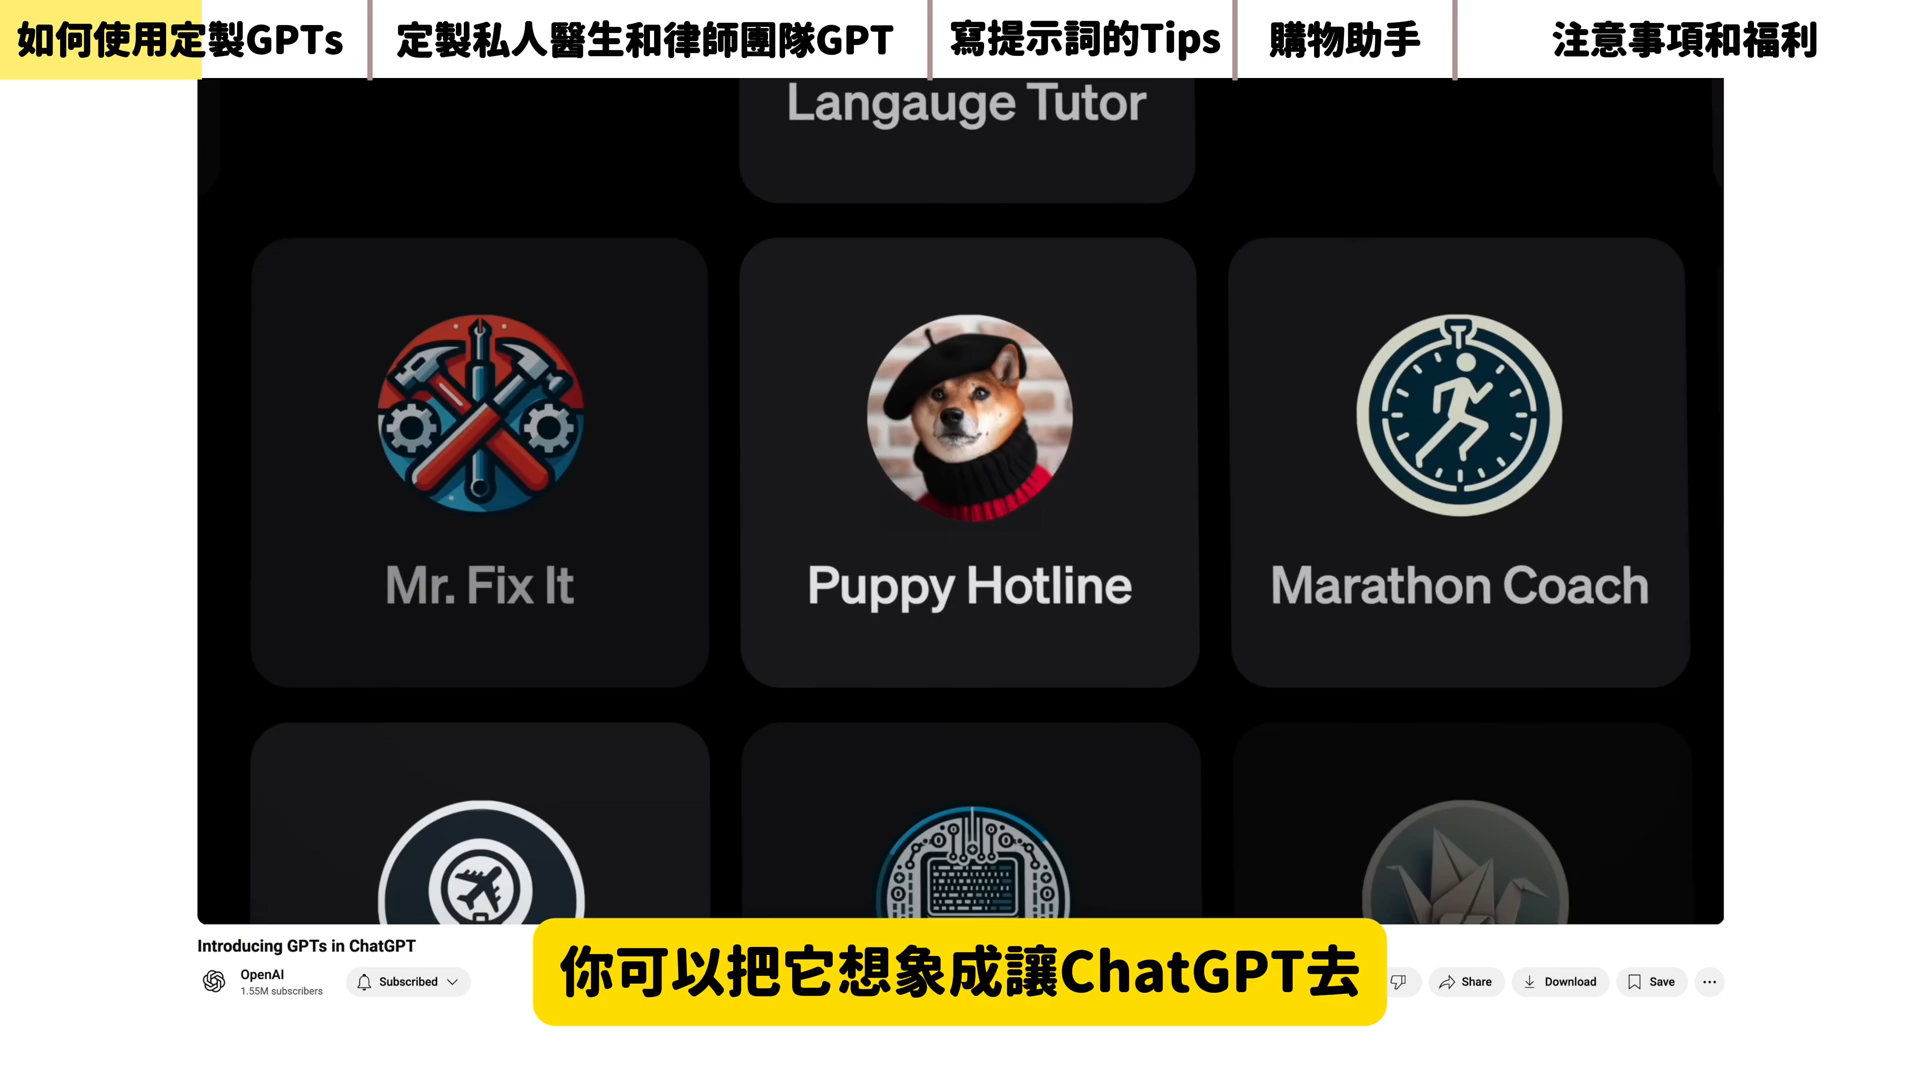 如何使用定製GPTs
定製私人醫生和律師團隊GPT
寫提示詞的Tips
購物助手
注意事項和福利
Langauge Tutor
Mr. Fix It
Puppy Hotline
Marathon Coach
Introducing GPTs in ChatGPT
OpenAI
1.55M subscribers
Subscribed
你可以把它想象成讓ChatGPT去
Share
Download
Save